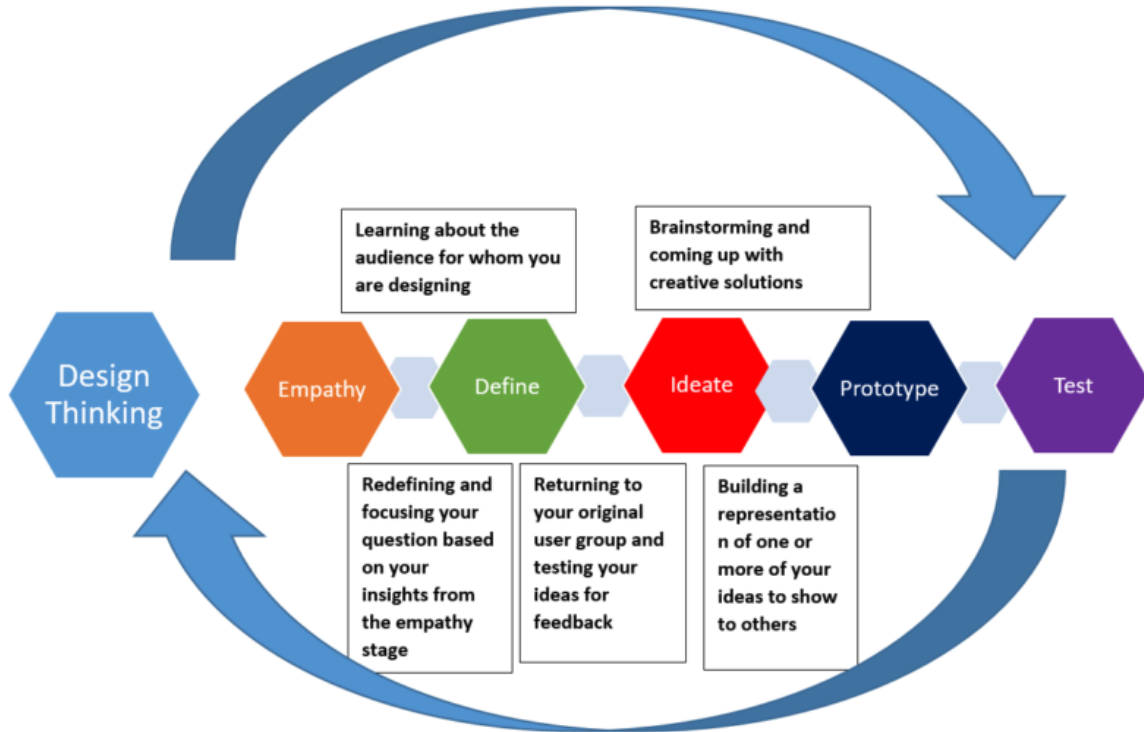 Learning about the
audience for whom you
are designing
Brainstorming and
coming up with
creative solutions
Design
Thinking
Empathy
Define
Ideate
Prototype
Test
Redefining and
focusing your
question based
on your
insights from
the empathy
stage
Returning to
your original
user group and
testing your
ideas for
feedback
Building a
representatio
n of one or
more of your
ideas to show
to others